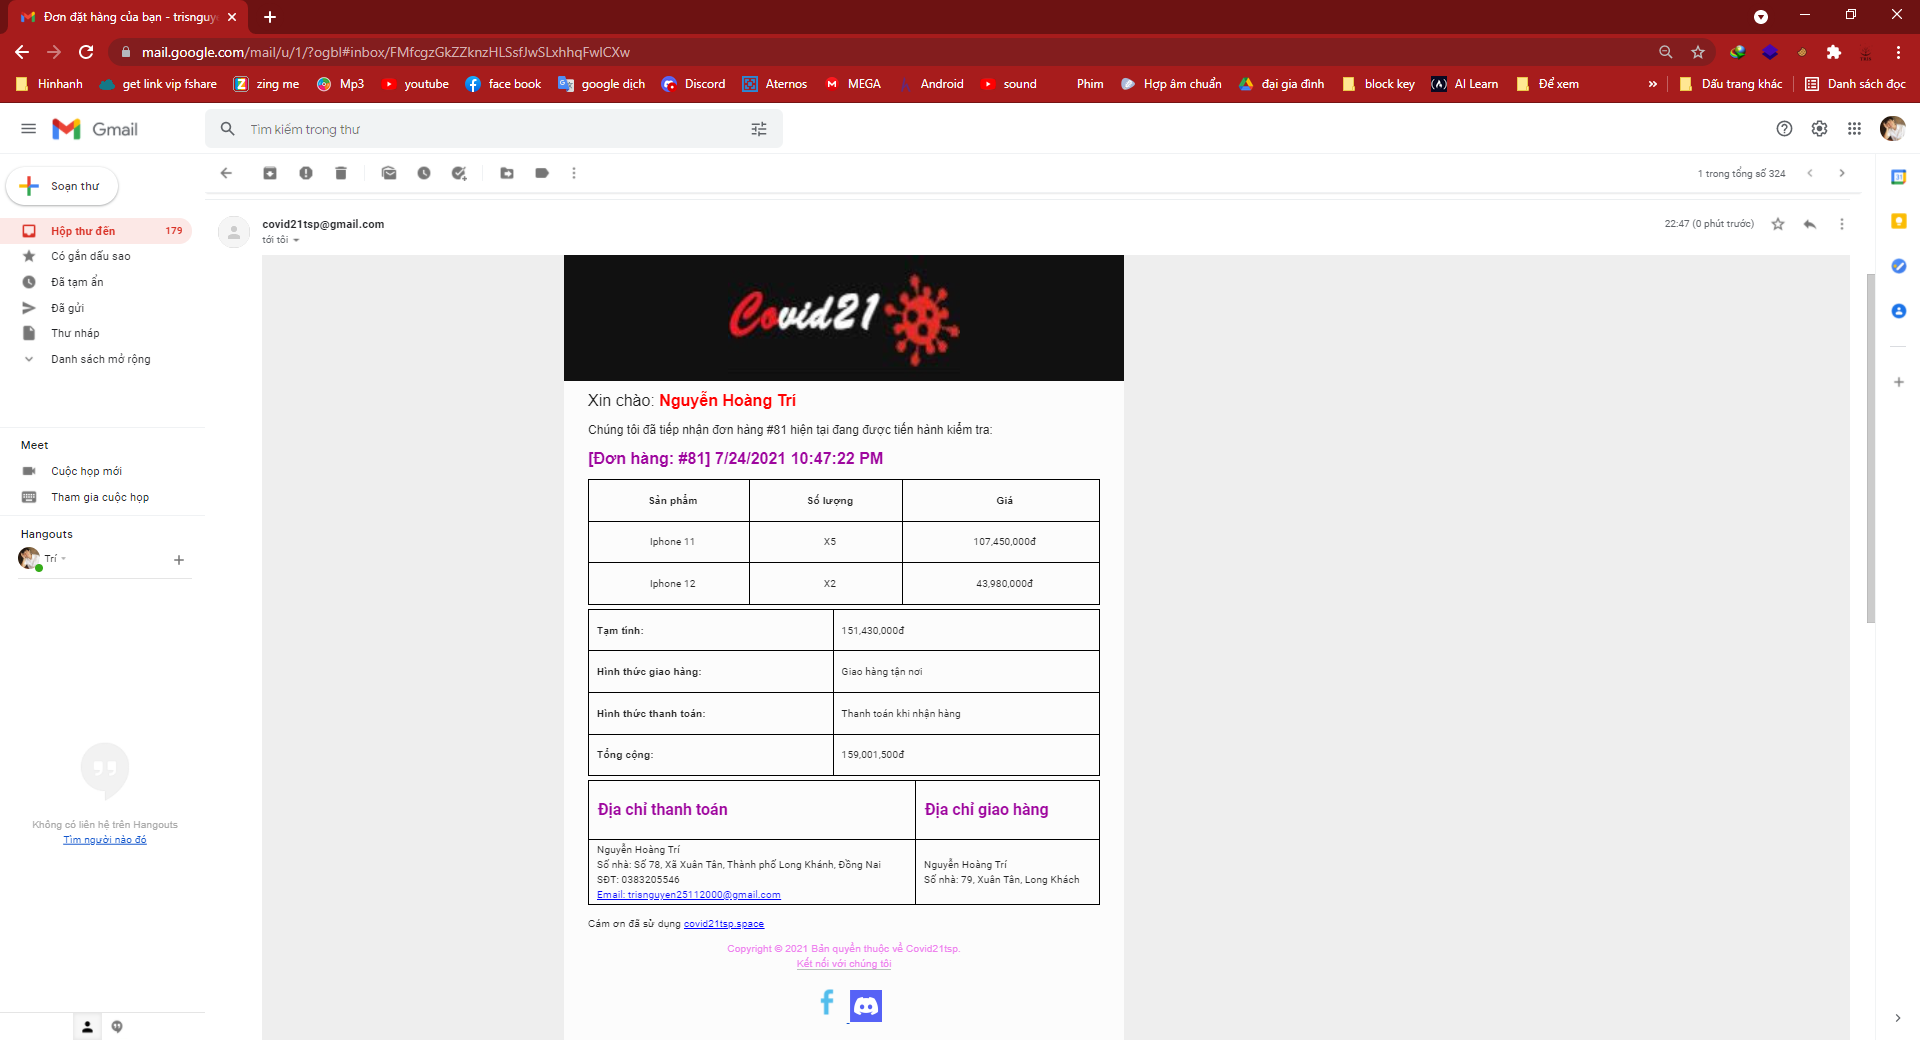 Đơn đặt hàng của bạn - trisnguy
mail.google.com/mail/u/1/?ogbl#inbox/FMfcgzGkZZknzHLSsfJwSLxhhqFwlCXw
Hinhanh get link vip fshare zing me Mp3 youtube face book google dịch Discord Aternos MEGA Android sound Phim Hợp âm chuẩn đại gia đình block key AI Learn Để xem » Dấu trang khác Danh sách đọc
Gmail
Tìm kiếm trong thư
Soạn thư
1 trong tổng số 324
Hộp thư đến 179
Có gắn dấu sao
Đã tạm ẩn
Đã gửi
Thư nháp
Danh sách mở rộng
Meet
Cuộc họp mới
Tham gia cuộc họp
Hangouts
Trí
Không có liên hệ trên Hangouts
Tìm người nào đó
covid21tsp@gmail.com
tới tôi
22:47 (0 phút trước)
Covid21
Xin chào: Nguyễn Hoàng Trí
Chúng tôi đã tiếp nhận đơn hàng #81 hiện tại đang được tiến hành kiểm tra:
[Đơn hàng: #81] 7/24/2021 10:47:22 PM
Sản phẩm Số lượng Giá
Iphone 11 X5 107,450,000đ
Iphone 12 X2 43,980,000đ
Tạm tính: 151,430,000đ
Hình thức giao hàng: Giao hàng tận nơi
Hình thức thanh toán: Thanh toán khi nhận hàng
Tổng cộng: 159,001,500đ
Địa chỉ thanh toán Địa chỉ giao hàng
Nguyễn Hoàng Trí
Số nhà: Số 78, Xã Xuân Tân, Thành phố Long Khánh, Đồng Nai
SĐT: 0383205546
Email: trisnguyen25112000@gmail.com
Nguyễn Hoàng Trí
Số nhà: 79, Xuân Tân, Long Khách
Cám ơn đã sử dụng covid21tsp.space
Copyright © 2021 Bản quyền thuộc về Covid21tsp.
Kết nối với chúng tôi